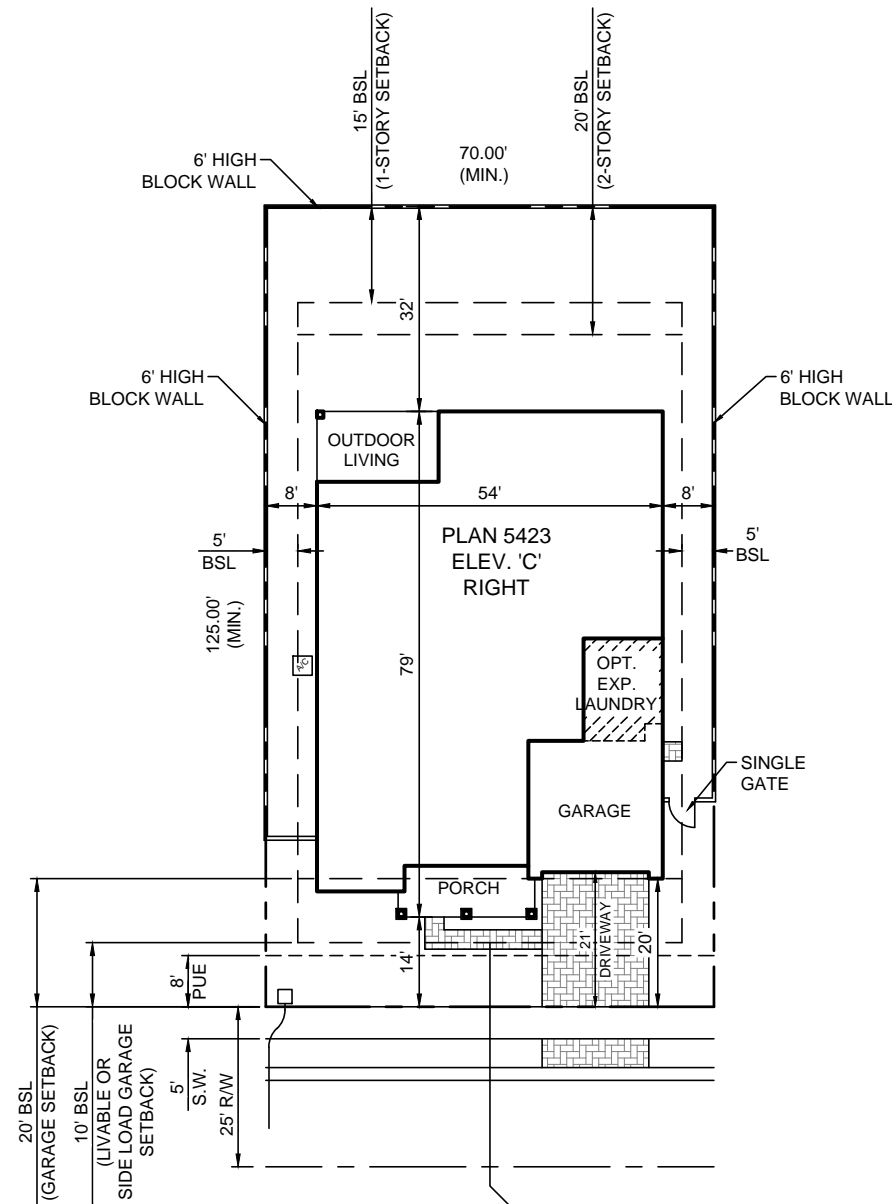 15' BSL
(1-STORY SETBACK)
20' BSL
(2-STORY SETBACK)
70.00'
(MIN.)
6' HIGH
BLOCK WALL
32'
6' HIGH
BLOCK WALL
6' HIGH
BLOCK WALL
OUTDOOR
LIVING
8'
54'
8'
5'
BSL
PLAN 5423
ELEV. 'C'
RIGHT
5'
BSL
125.00'
(MIN.)
A/C
79'
OPT.
EXP.
LAUNDRY
SINGLE
GATE
GARAGE
PORCH
14'
21'
DRIVEWAY
20'
8'
PUE
20' BSL
(GARAGE SETBACK)
10' BSL
(LIVABLE OR
SIDE LOAD GARAGE
SETBACK)
5'
S.W.
25' R/W